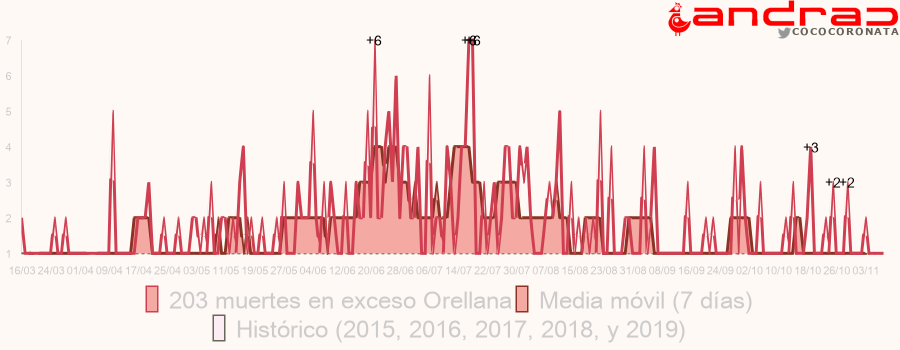 andrab
COCOCORONATA
7
+6
+6
+6
6
5
4
+3
3
+2
+2
2
1
16/03 24/03 01/04 09/04 17/04 25/04 03/05 11/05 19/05 27/05 04/06 12/06 20/06 28/06 06/07 14/07 22/07 30/07 07/08 15/08 23/08 31/08 08/09 16/09 24/09 02/10 10/10 18/10 26/10 03/11
203 muertes en exceso Orellana Media móvil (7 días)
Histórico (2015, 2016, 2017, 2018, y 2019)